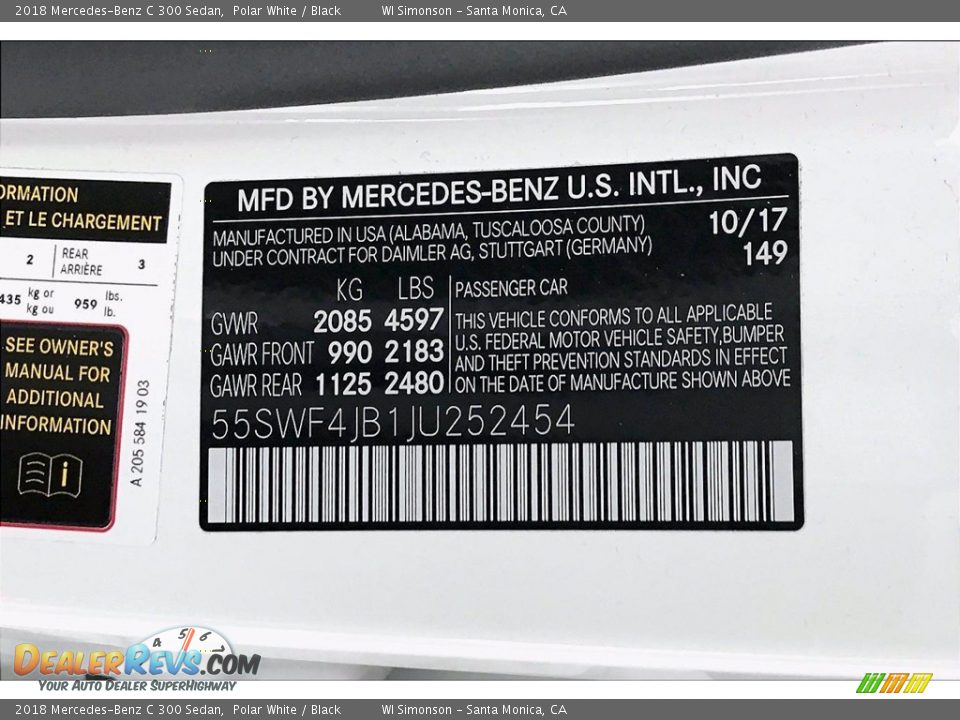 2018 Mercedes-Benz C 300 Sedan, Polar White / Black WI Simonson - Santa Monica, CA
ORMATION
ET LE CHARGEMENT
2 REAR ARRIÈRE 3
435 kg or kg ou 959 lbs. lb.
SEE OWNER'S
MANUAL FOR
ADDITIONAL
INFORMATION
i
A 205 584 19 03
MFD BY MERCEDES-BENZ U.S. INTL., INC
MANUFACTURED IN USA (ALABAMA, TUSCALOOSA COUNTY) 10/17
UNDER CONTRACT FOR DAIMLER AG, STUTTGART (GERMANY) 149
KG LBS
GVWR 2085 4597
GAWR FRONT 990 2183
GAWR REAR 1125 2480
PASSENGER CAR
THIS VEHICLE CONFORMS TO ALL APPLICABLE
U.S. FEDERAL MOTOR VEHICLE SAFETY, BUMPER
AND THEFT PREVENTION STANDARDS IN EFFECT
ON THE DATE OF MANUFACTURE SHOWN ABOVE
55SWF4JB1JU252454
4 5 6
DEALERREVS.COM
YOUR AUTO DEALER SUPERHIGHWAY
2018 Mercedes-Benz C 300 Sedan, Polar White / Black WI Simonson - Santa Monica, CA